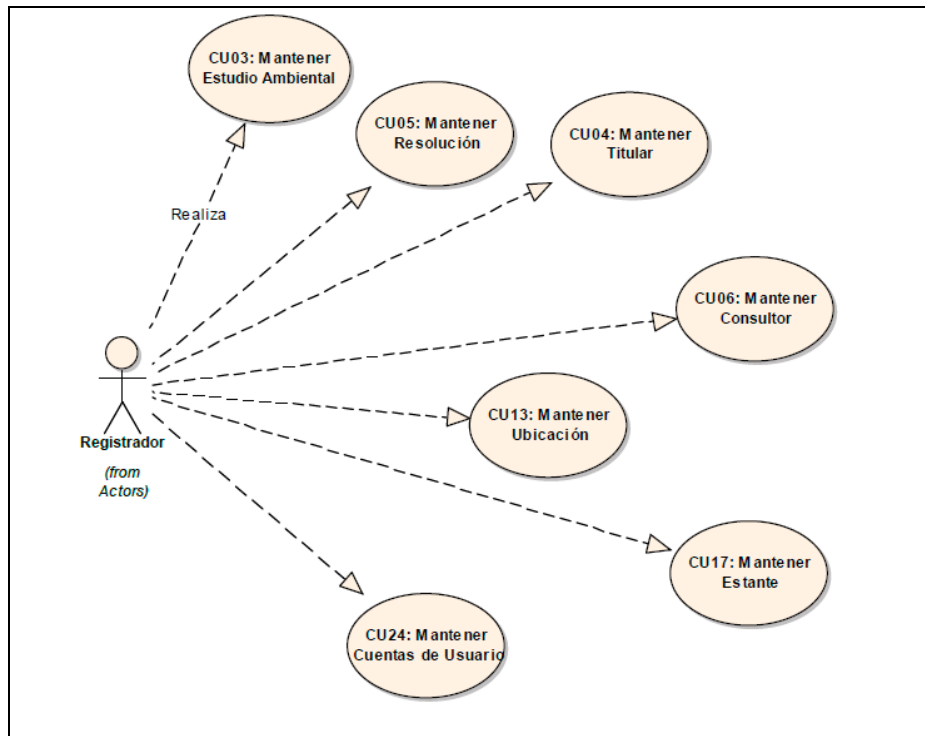 CU03: Mantener
Estudio Ambiental
CU05: Mantener
Resolución
CU04: Mantener
Titular
Realiza
CU06: Mantener
Consultor
CU13: Mantener
Ubicación
Registrador
(from
Actors)
CU17: Mantener
Estante
CU24: Mantener
Cuentas de Usuario